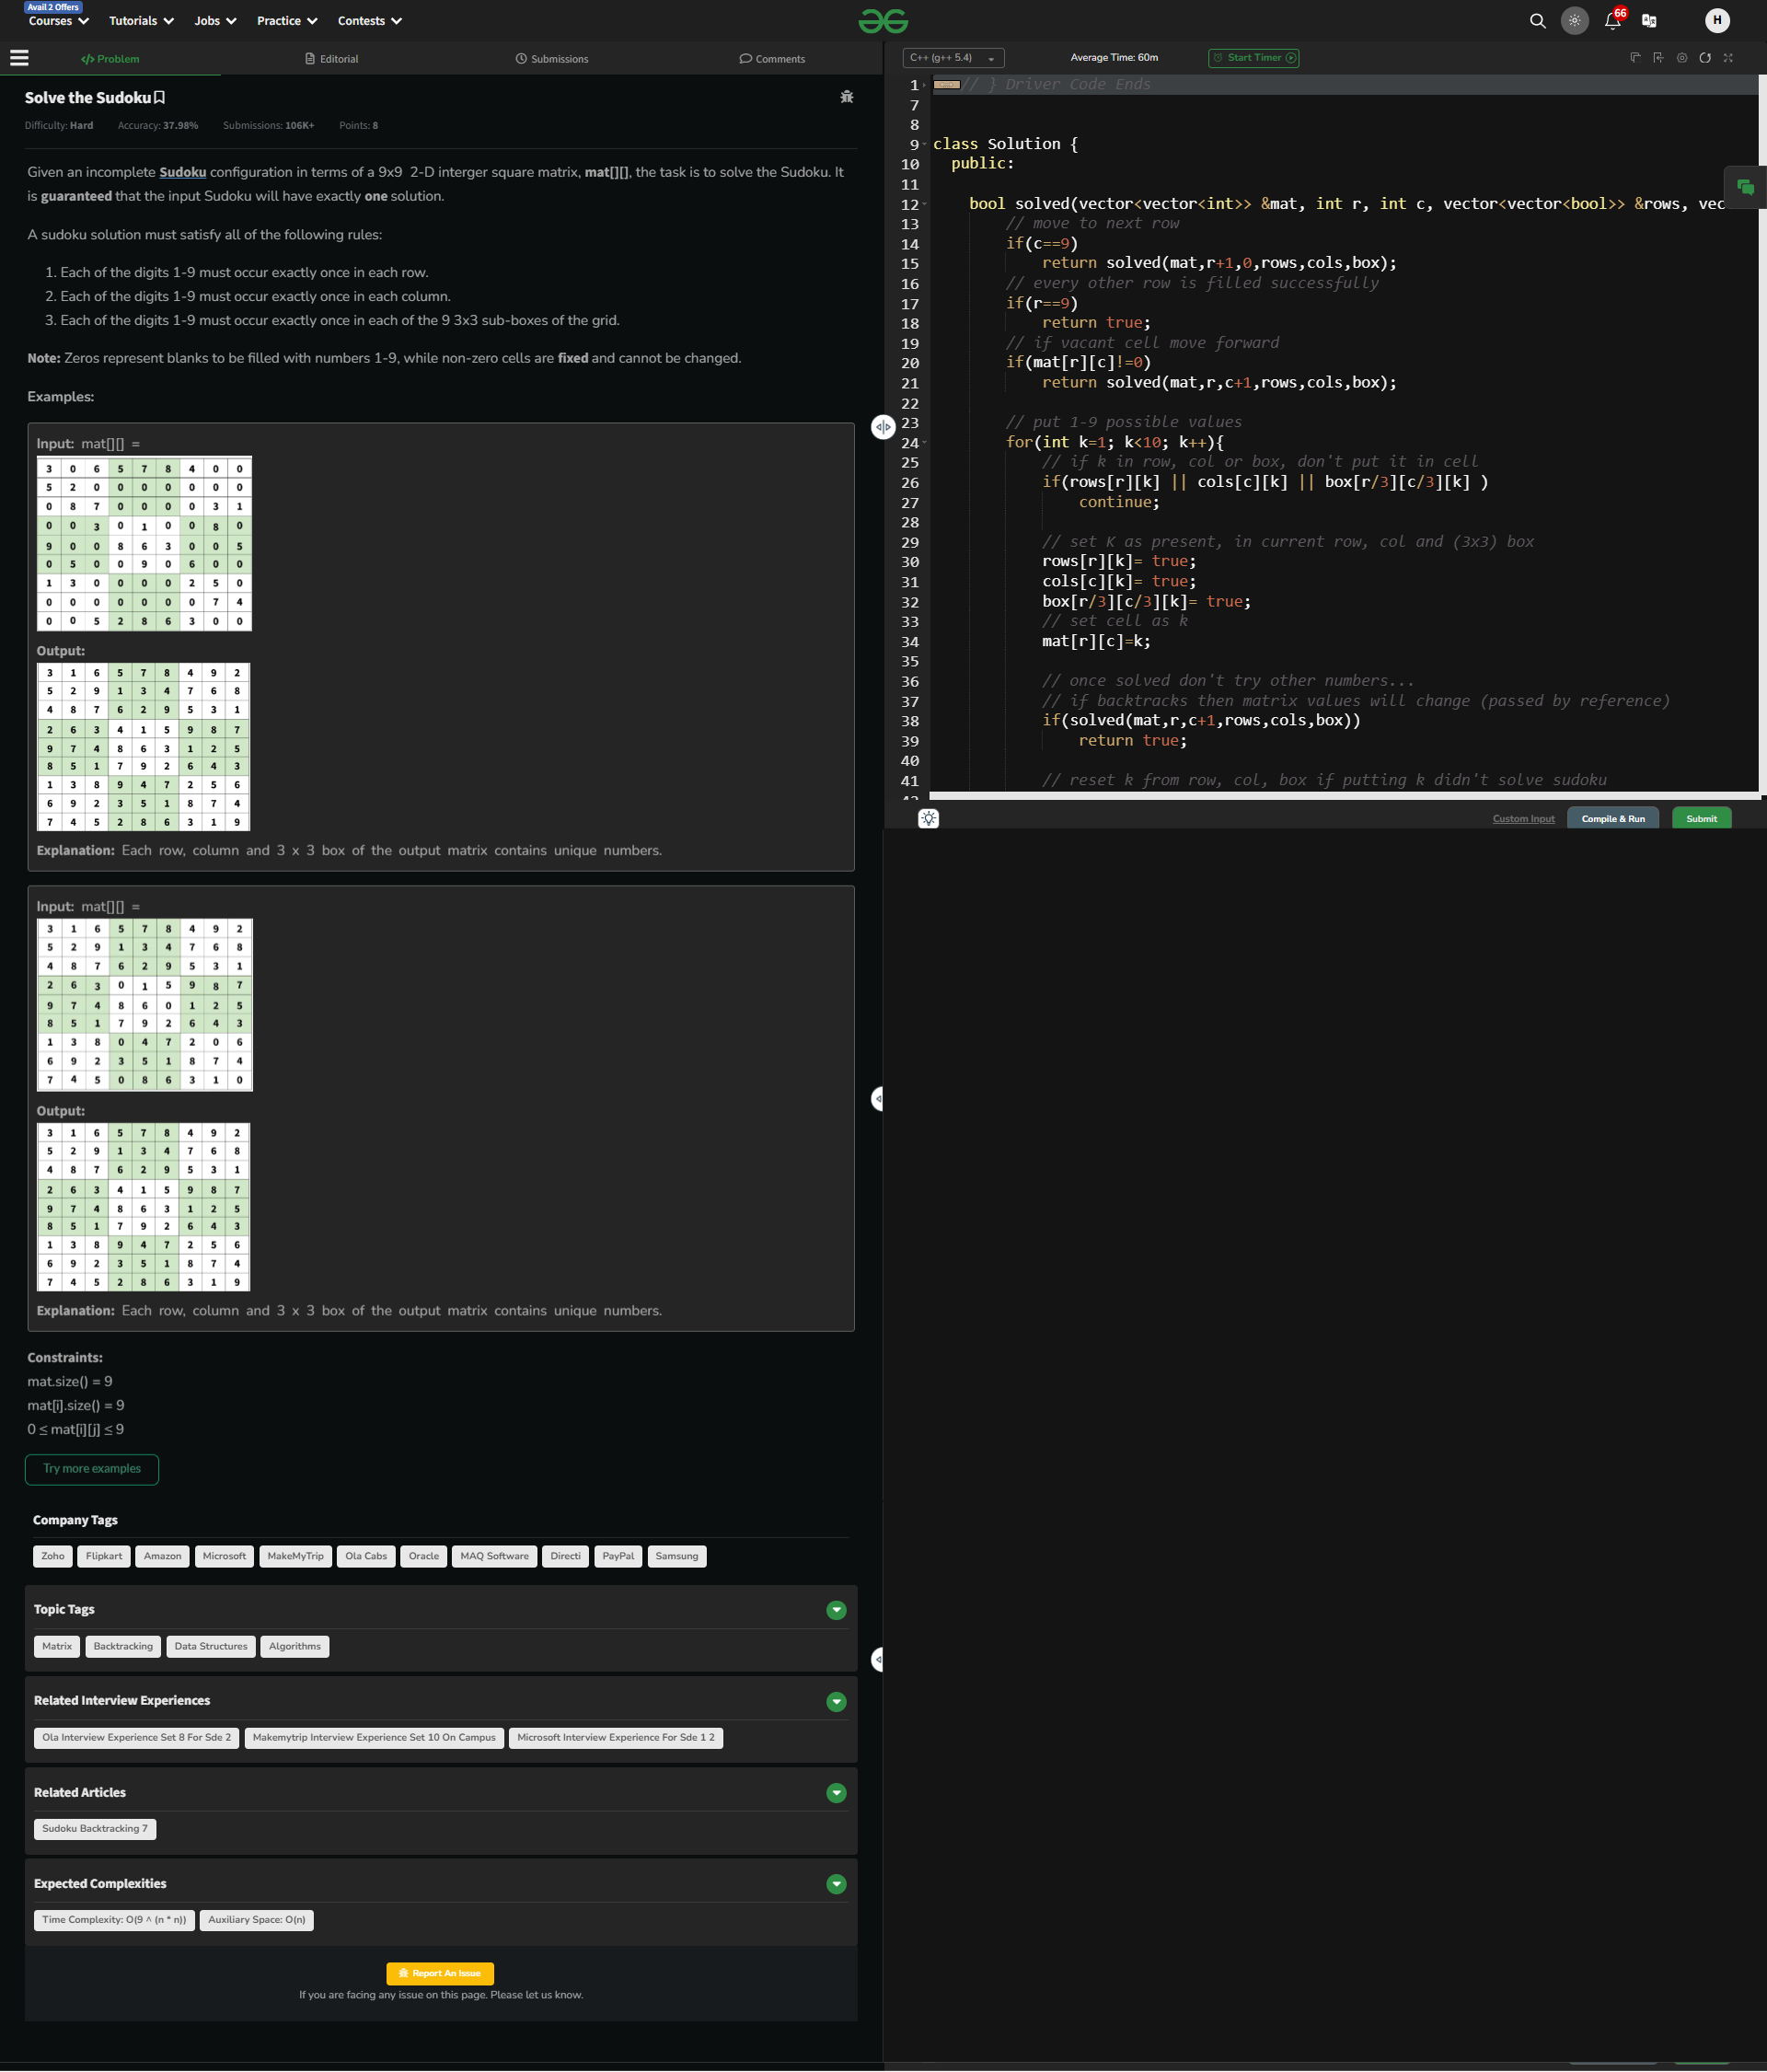 Avail 2 Offers
Courses Tutorials Jobs Practice Contests
66
H
</> Problem Editorial Submissions Comments
Solve the Sudoku
Difficulty: Hard Accuracy: 37.98% Submissions: 106K+ Points: 8
Given an incomplete Sudoku configuration in terms of a 9x9 2-D interger square matrix, mat[][], the task is to solve the Sudoku. It
is guaranteed that the input Sudoku will have exactly one solution.
A sudoku solution must satisfy all of the following rules:
1. Each of the digits 1-9 must occur exactly once in each row.
2. Each of the digits 1-9 must occur exactly once in each column.
3. Each of the digits 1-9 must occur exactly once in each of the 9 3x3 sub-boxes of the grid.
Note: Zeros represent blanks to be filled with numbers 1-9, while non-zero cells are fixed and cannot be changed.
Examples:
Input: mat[][] =
3 0 6 5 7 8 4 0 0
5 2 0 0 0 0 0 0 0
0 8 7 0 0 0 0 3 1
0 0 3 0 1 0 0 8 0
9 0 0 8 6 3 0 0 5
0 5 0 0 9 0 6 0 0
1 3 0 0 0 0 2 5 0
0 0 0 0 0 0 0 7 4
0 0 5 2 8 6 3 0 0
Output:
3 1 6 5 7 8 4 9 2
5 2 9 1 3 4 7 6 8
4 8 7 6 2 9 5 3 1
2 6 3 4 1 5 9 8 7
9 7 4 8 6 3 1 2 5
8 5 1 7 9 2 6 4 3
1 3 8 9 4 7 2 5 6
6 9 2 3 5 1 8 7 4
7 4 5 2 8 6 3 1 9
Explanation: Each row, column and 3 x 3 box of the output matrix contains unique numbers.
Input: mat[][] =
3 1 6 5 7 8 4 9 2
5 2 9 1 3 4 7 6 8
4 8 7 6 2 9 5 3 1
2 6 3 0 1 5 9 8 7
9 7 4 8 6 0 1 2 5
8 5 1 7 9 2 6 4 3
1 3 8 0 4 7 2 0 6
6 9 2 3 5 1 8 7 4
7 4 5 0 8 6 3 1 0
Output:
3 1 6 5 7 8 4 9 2
5 2 9 1 3 4 7 6 8
4 8 7 6 2 9 5 3 1
2 6 3 4 1 5 9 8 7
9 7 4 8 6 3 1 2 5
8 5 1 7 9 2 6 4 3
1 3 8 9 4 7 2 5 6
6 9 2 3 5 1 8 7 4
7 4 5 2 8 6 3 1 9
Explanation: Each row, column and 3 x 3 box of the output matrix contains unique numbers.
Constraints:
mat.size() = 9
mat[i].size() = 9
0 ≤ mat[i][j] ≤ 9
Try more examples
Company Tags
Zoho Flipkart Amazon Microsoft MakeMyTrip Ola Cabs Oracle MAQ Software Directi PayPal Samsung
Topic Tags
Matrix Backtracking Data Structures Algorithms
Related Interview Experiences
Ola Interview Experience Set 8 For Sde 2 Makemytrip Interview Experience Set 10 On Campus Microsoft Interview Experience For Sde 1 2
Related Articles
Sudoku Backtracking 7
Expected Complexities
Time Complexity: O(9 ^ (n * n)) Auxiliary Space: O(n)
Report An Issue
If you are facing any issue on this page. Please let us know.
C++ (g++ 5.4) Average Time: 60m Start Timer
1 // } Driver Code Ends
7
8
9 class Solution {
10 public:
11
12 bool solved(vector<vector<int>> &mat, int r, int c, vector<vector<bool>> &rows, vec
13 // move to next row
14 if(c==9)
15 return solved(mat,r+1,0,rows,cols,box);
16 // every other row is filled successfully
17 if(r==9)
18 return true;
19 // if vacant cell move forward
20 if(mat[r][c]!=0)
21 return solved(mat,r,c+1,rows,cols,box);
22
23 // put 1-9 possible values
24 for(int k=1; k<10; k++){
25 // if k in row, col or box, don't put it in cell
26 if(rows[r][k] || cols[c][k] || box[r/3][c/3][k] )
27 continue;
28
29 // set K as present, in current row, col and (3x3) box
30 rows[r][k]= true;
31 cols[c][k]= true;
32 box[r/3][c/3][k]= true;
33 // set cell as k
34 mat[r][c]=k;
35
36 // once solved don't try other numbers...
37 // if backtracks then matrix values will change (passed by reference)
38 if(solved(mat,r,c+1,rows,cols,box))
39 return true;
40
41 // reset k from row, col, box if putting k didn't solve sudoku
Custom Input Compile & Run Submit